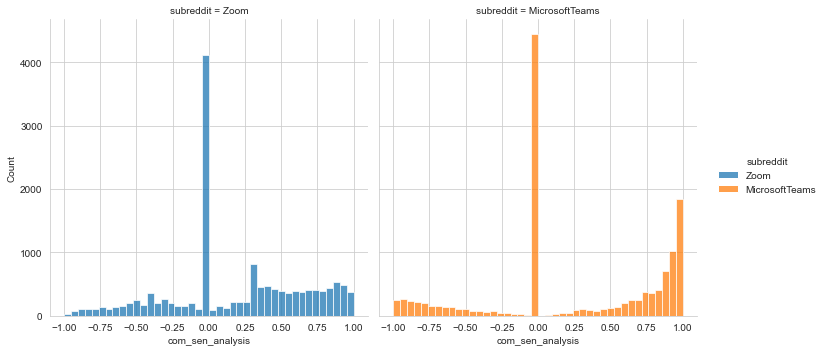 subreddit = Zoom
subreddit = MicrosoftTeams
Count
4000
3000
2000
1000
0
−1.00 −0.75 −0.50 −0.25 0.00 0.25 0.50 0.75 1.00
com_sen_analysis
−1.00 −0.75 −0.50 −0.25 0.00 0.25 0.50 0.75 1.00
com_sen_analysis
subreddit
Zoom
MicrosoftTeams